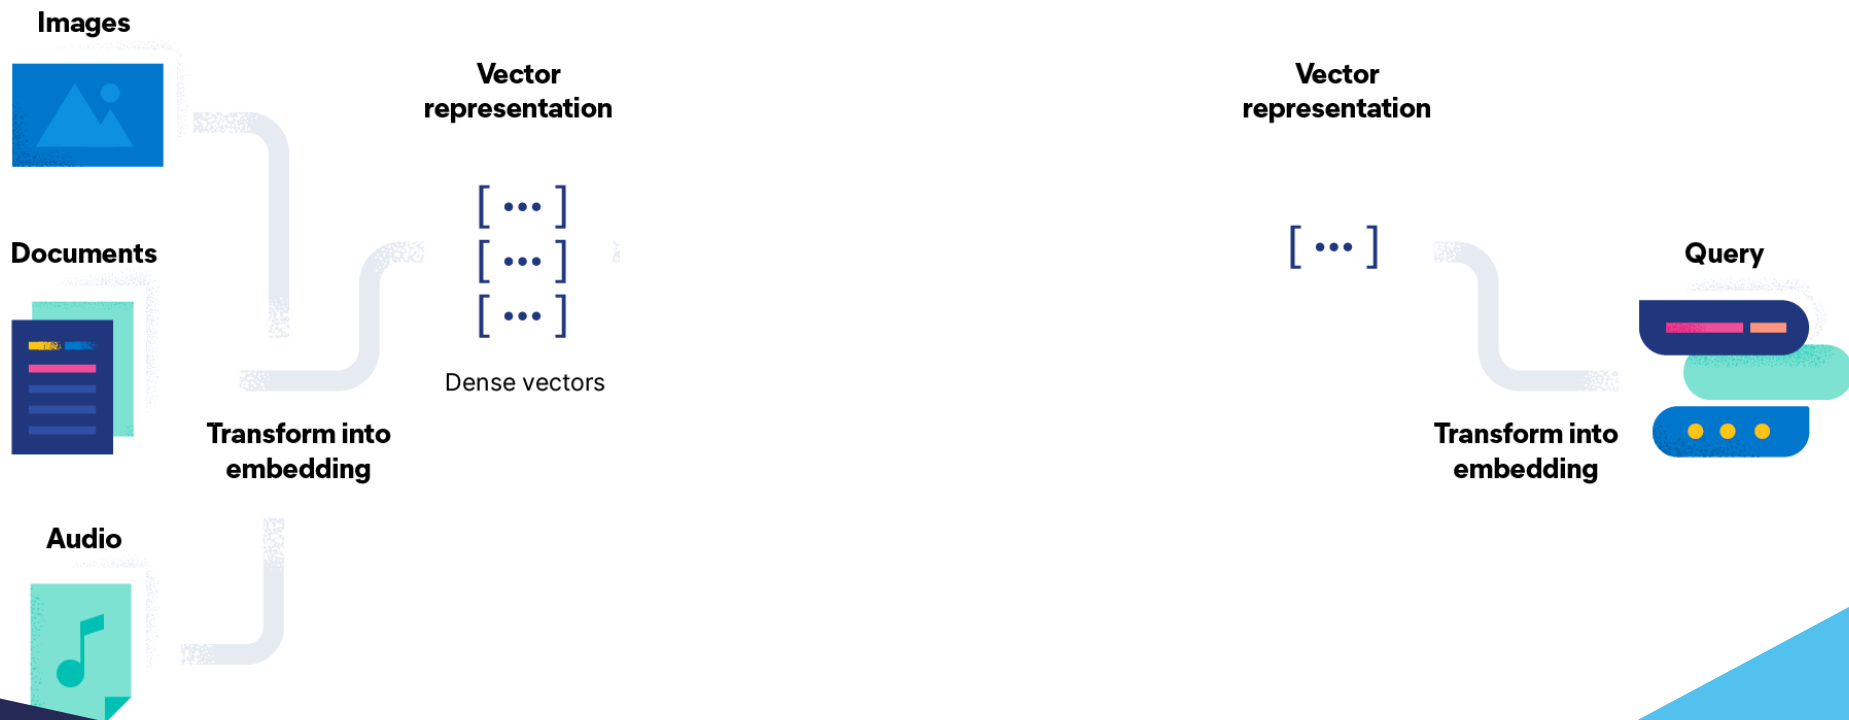 Images
Vector
representation
Documents
[ ••• ]
[ ••• ]
[ ••• ]
Dense vectors
Transform into
embedding
Audio
Vector
representation
[ ••• ]
Query
Transform into
embedding